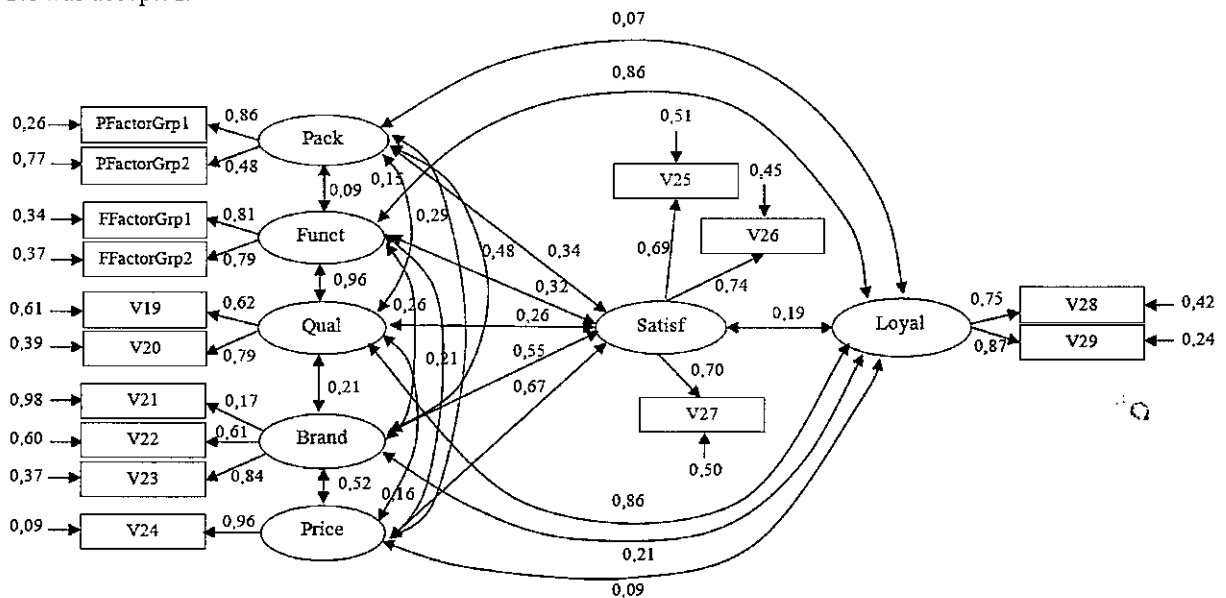 0,07
0,86
0,26 PFactorGrp1 0,86 Pack
0,77 PFactorGrp2 0,48
0,09 0,15 0,29
0,34 FFactorGrp1 0,81 Funct
0,37 FFactorGrp2 0,79
0,96 0,26 0,48 0,34 0,32
0,61 V19 0,62 Qual
0,39 V20 0,79
0,26 0,55 0,67 0,21
0,21
0,98 V21 0,17 Brand
0,60 V22 0,61
0,37 V23 0,84
0,52 0,16
0,09 V24 0,96 Price
0,51
V25
0,45
V26
0,69 0,74
Satisf
0,70
V27
0,50
0,19
Loyal
0,75 V28 0,42
0,87 V29 0,24
0,86
0,21
0,09